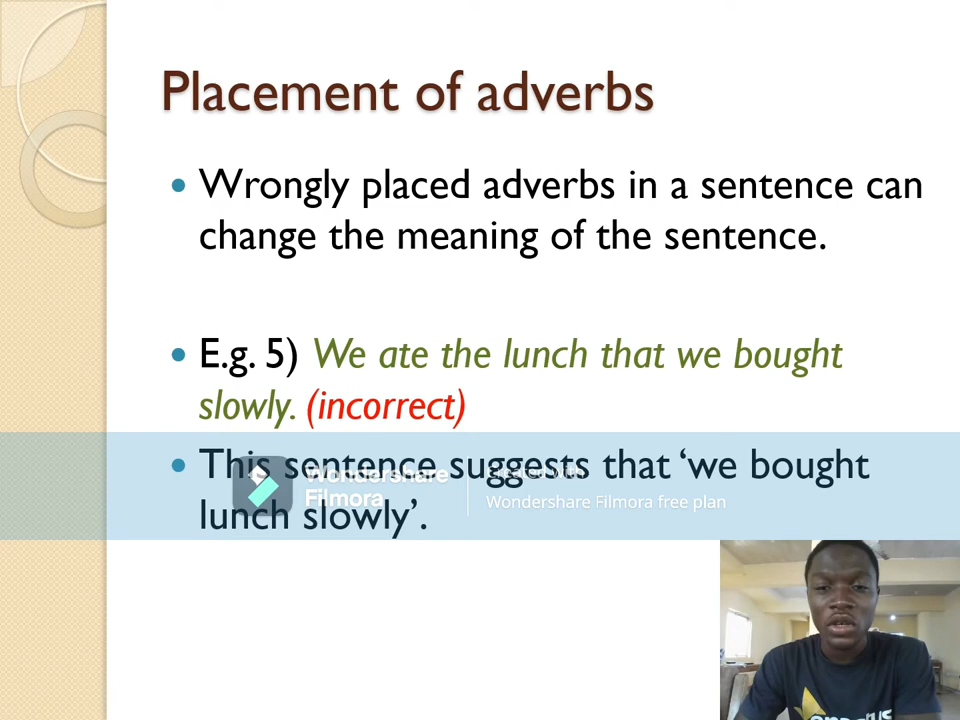 Placement of adverbs
• Wrongly placed adverbs in a sentence can
change the meaning of the sentence.
• E.g. 5) We ate the lunch that we bought
slowly. (incorrect)
• This sentence suggests that ‘we bought
lunch slowly’.
Wondershare
Filmora
Created with
Wondershare Filmora free plan